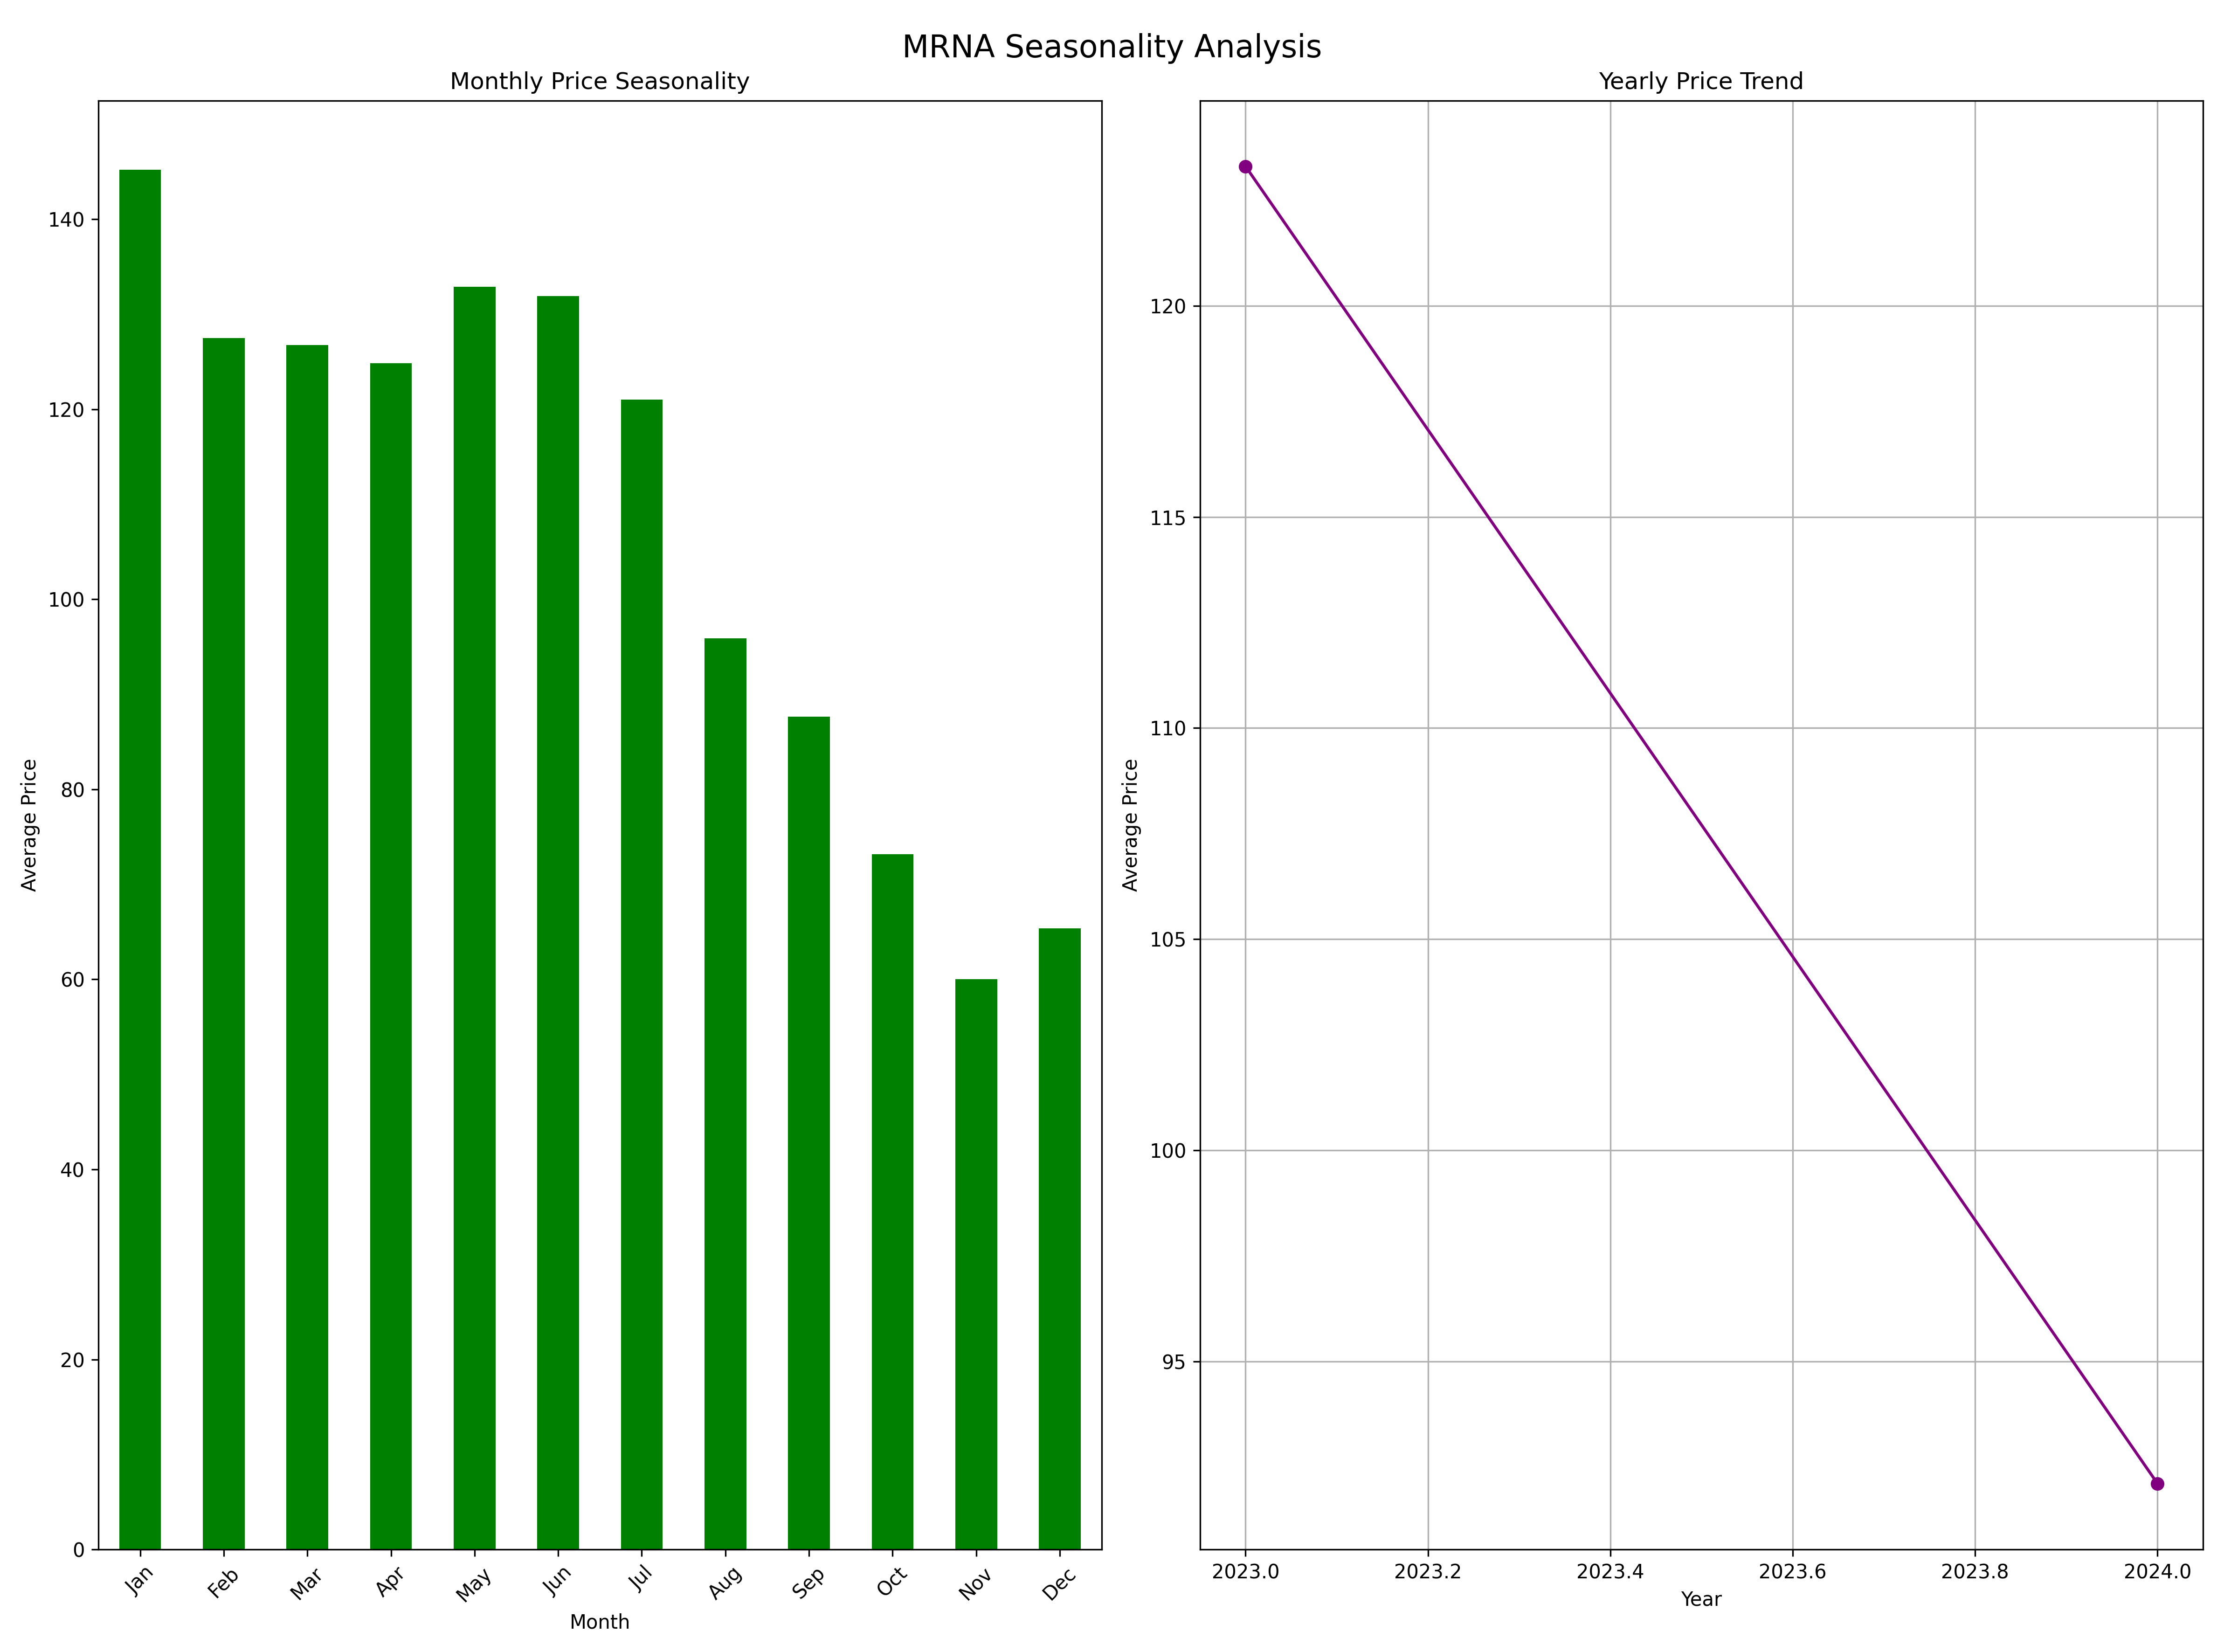 MRNA Seasonality Analysis
Monthly Price Seasonality
Average Price
140
120
100
80
60
40
20
0
Jan Feb Mar Apr May Jun Jul Aug Sep Oct Nov Dec
Month
Yearly Price Trend
Average Price
120
115
110
105
100
95
2023.0 2023.2 2023.4 2023.6 2023.8 2024.0
Year